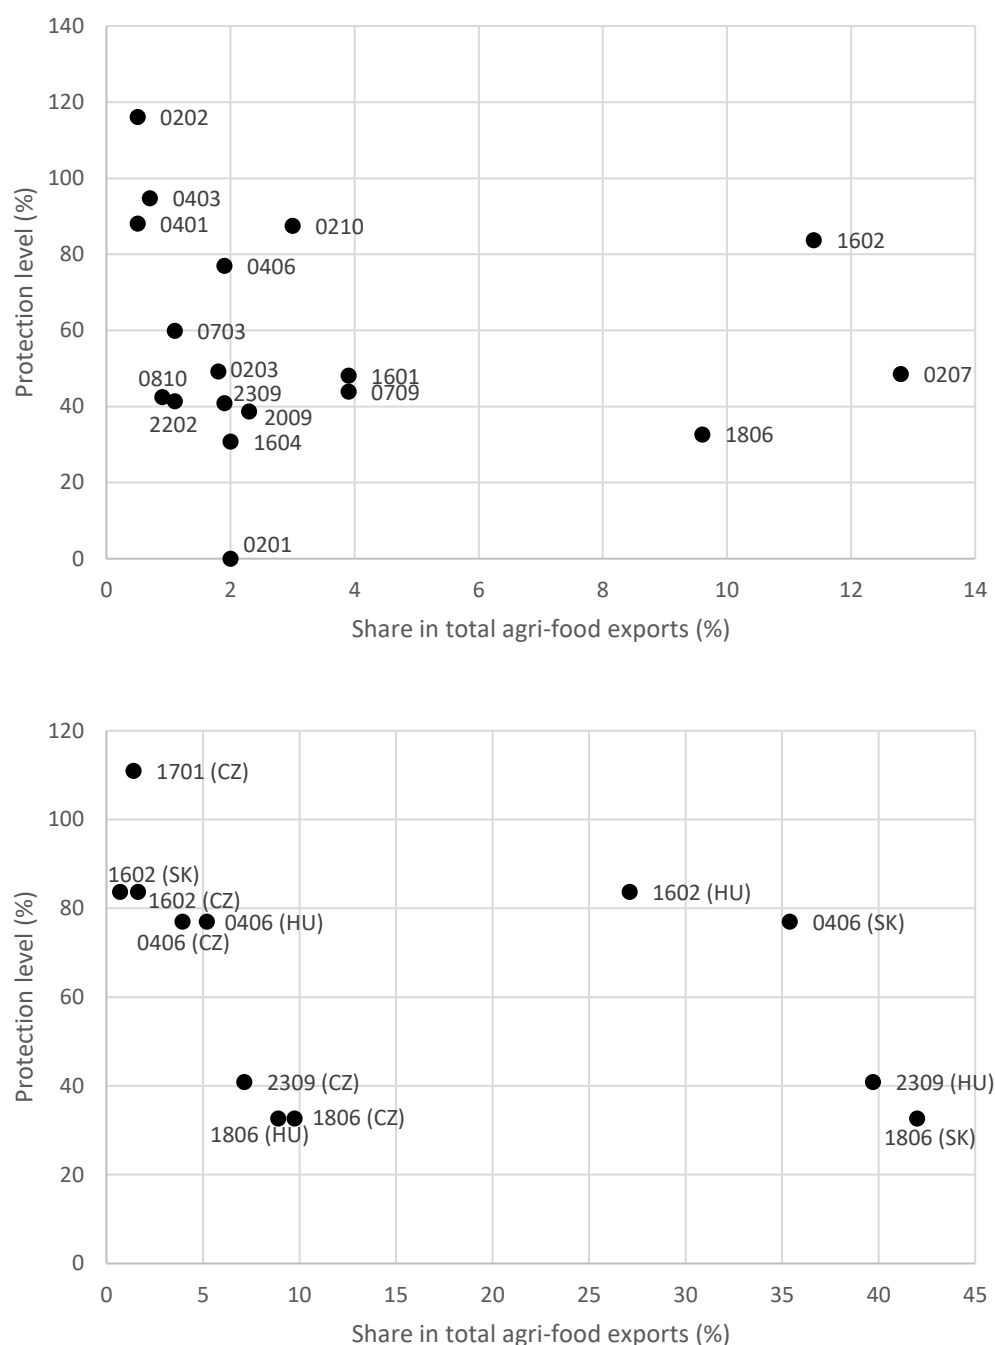 140
120
100
80
60
40
20
0
Protection level (%)
0202
0403
0401
0210
1602
0406
0703
0810
0203
1601
0207
2309
0709
2202
2009
1806
1604
0201
0 2 4 6 8 10 12 14
Share in total agri-food exports (%)
120
100
80
60
40
20
0
Protection level (%)
1701 (CZ)
1602 (SK)
1602 (CZ)
1602 (HU)
0406 (HU)
0406 (SK)
0406 (CZ)
2309 (CZ)
2309 (HU)
1806 (CZ)
1806 (HU)
1806 (SK)
0 5 10 15 20 25 30 35 40 45
Share in total agri-food exports (%)